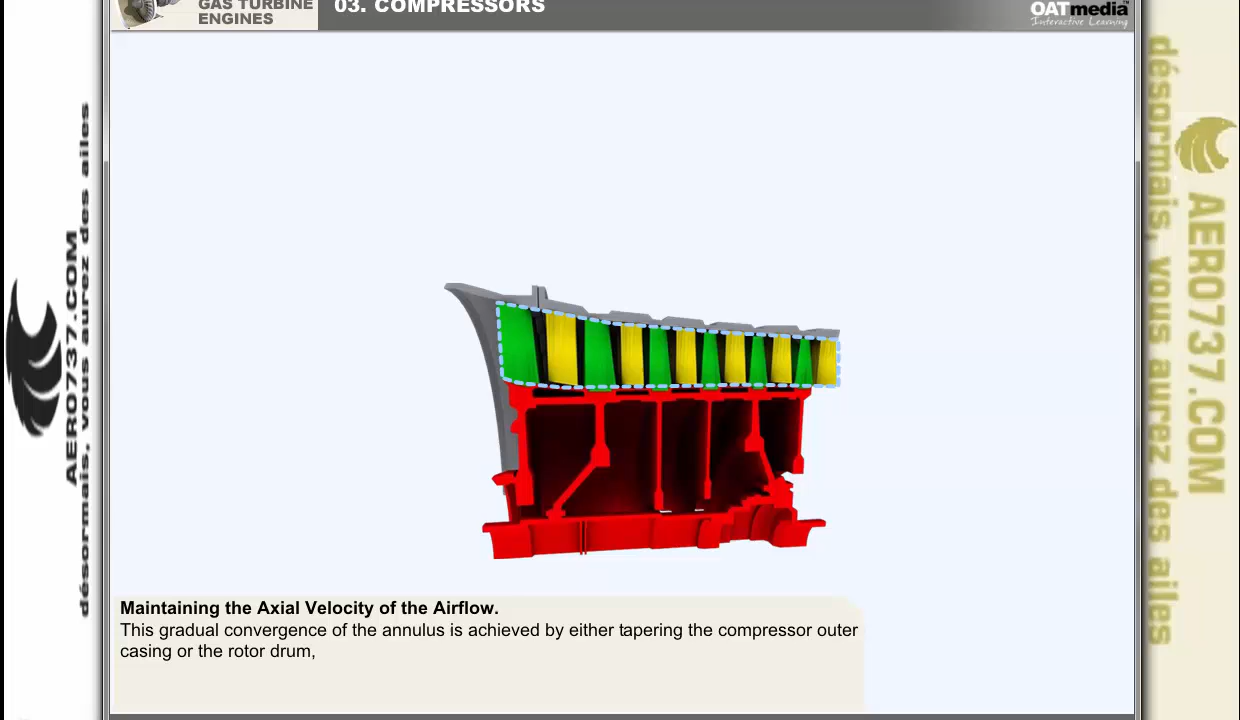 GAS TURBINE
ENGINES
03. COMPRESSORS
OATmedia
Interactive Learning
AERO737.COM
désormais, vous aurez des ailes
désormais, vous aurez des ailes
AERO737.COM
Maintaining the Axial Velocity of the Airflow.
This gradual convergence of the annulus is achieved by either tapering the compressor outer
casing or the rotor drum,